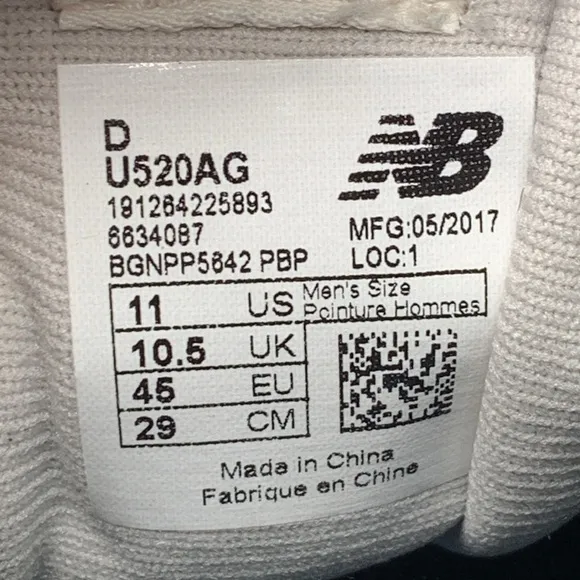 D
U520AG
191264225893
6634087
BGNPP5642 PBP
NB
MFG:05/2017
LOC:1
11 US Men's Size
Pointure Hommes
10.5 UK
45 EU
29 CM
Made in China
Fabrique en Chine